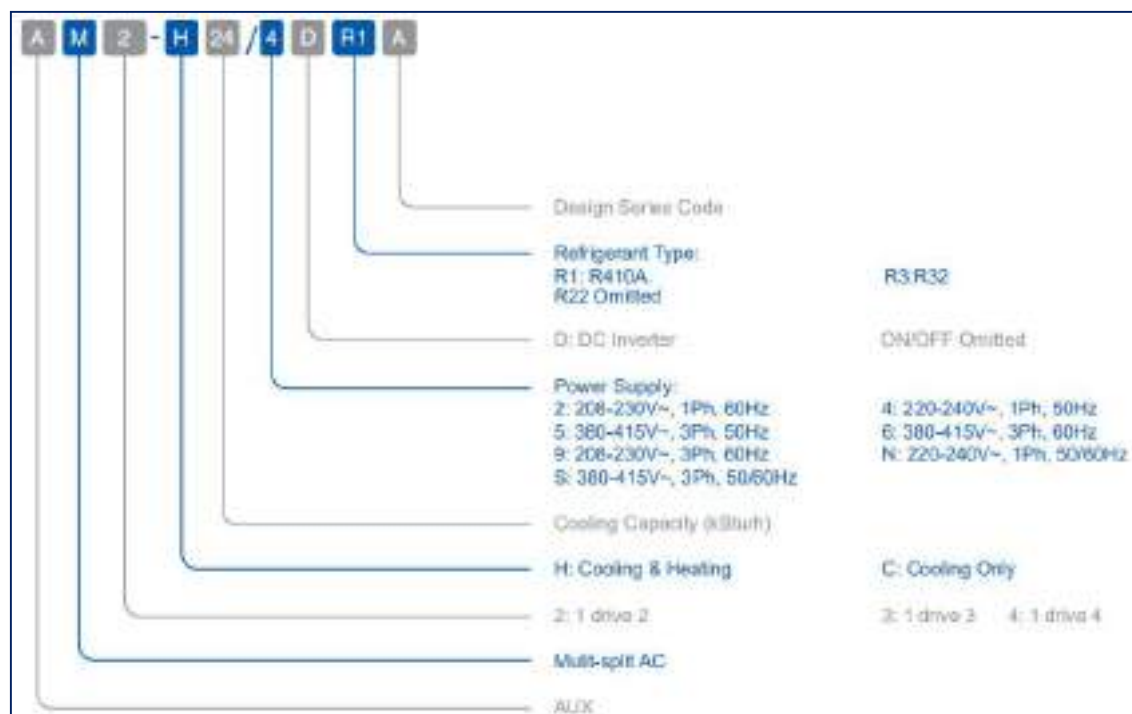 A M 2 - H 24 / 4 D R1 A
Design Series Code
Refrigerant Type:
R1: R410A R3:R32
R22 Omitted
D: DC Inverter ON/OFF Omitted
Power Supply:
2: 208-230V~, 1Ph, 60Hz 4: 220-240V~, 1Ph, 50Hz
5: 380-415V~, 3Ph, 50Hz 6: 380-415V~, 3Ph, 60Hz
9: 208-230V~, 3Ph, 60Hz N: 220-240V~, 1Ph, 50/60Hz
S: 380-415V~, 3Ph, 50/60Hz
Cooling Capacity (kBtu/h)
H: Cooling & Heating C: Cooling Only
2: 1 drive 2 3: 1 drive 3 4: 1 drive 4
Mulit-split AC
AUX